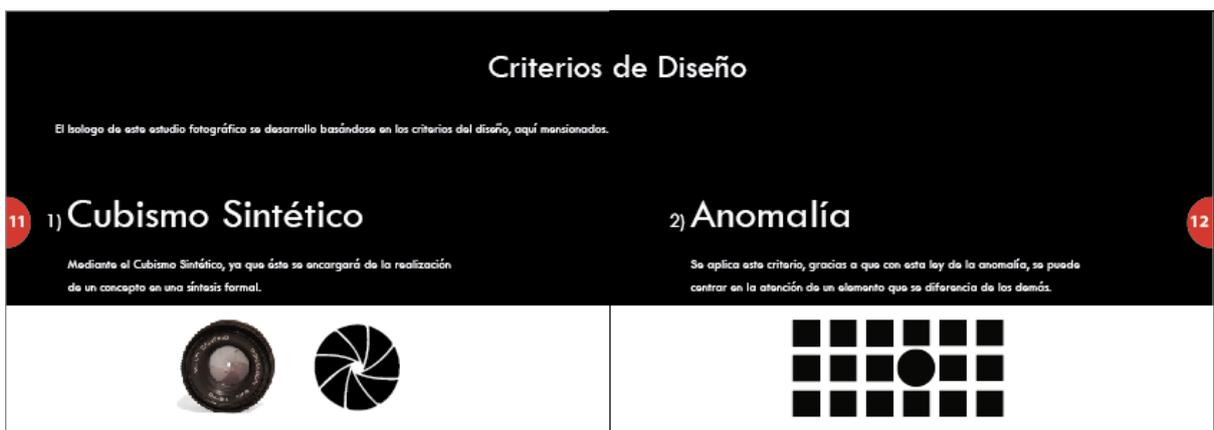 Criterios de Diseño
El Isologo de este estudio fotográfico se desarrollo basándose en los criterios del diseño, aquí mensionados.
11
1) Cubismo Sintético
Mediante el Cubismo Sintético, ya que éste se encargará de la realización
de un concepto en una síntesis formal.
2) Anomalía
12
Se aplica este criterio, gracias a que con esta ley de la anomalía, se puede
centrar en la atención de un elemento que se diferencia de los demás.